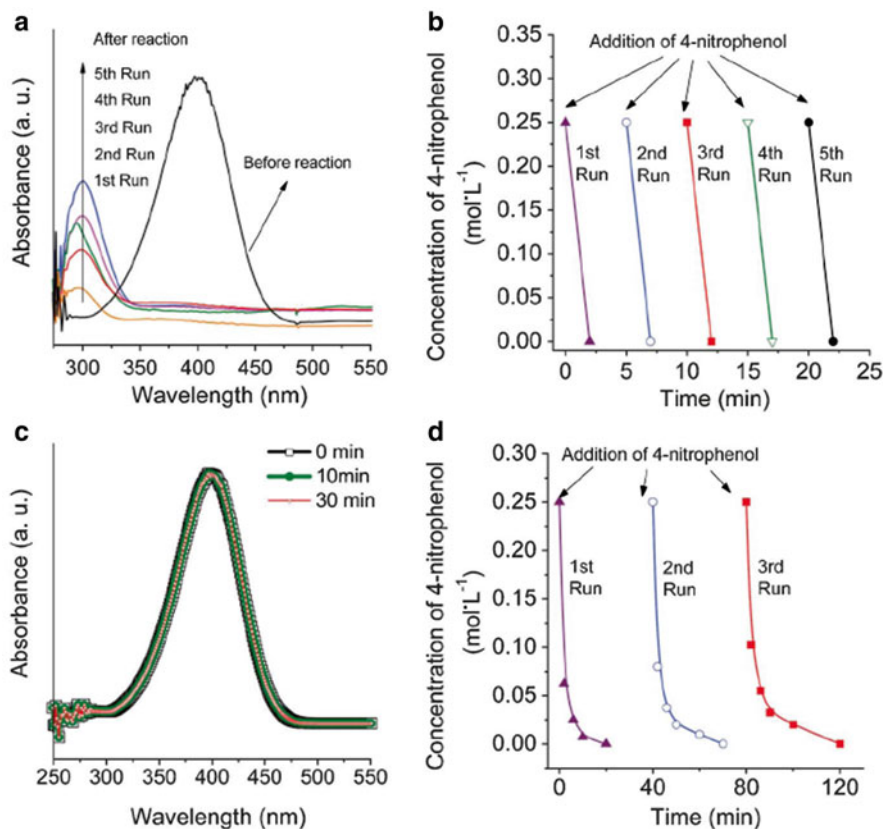 a
After reaction
5th Run
4th Run
3rd Run
2nd Run
1st Run
Before reaction
Absorbance (a. u.)
300 350 400 450 500 550
Wavelength (nm)
b
Addition of 4-nitrophenol
0.35
0.30
0.25
0.20
0.15
0.10
0.05
0.00
1st
Run
2nd
Run
3rd
Run
4th
Run
5th
Run
Concentration of 4-nitrophenol
(mol·L-1)
0 5 10 15 20 25
Time (min)
c
0 min
10min
30 min
Absorbance (a. u.)
250 300 350 400 450 500 550
Wavelength (nm)
d
Addition of 4-nitrophenol
0.30
0.25
0.20
0.15
0.10
0.05
0.00
1st
Run
2nd
Run
3rd
Run
Concentration of 4-nitrophenol
(mol·L-1)
0 40 80 120
Time (min)